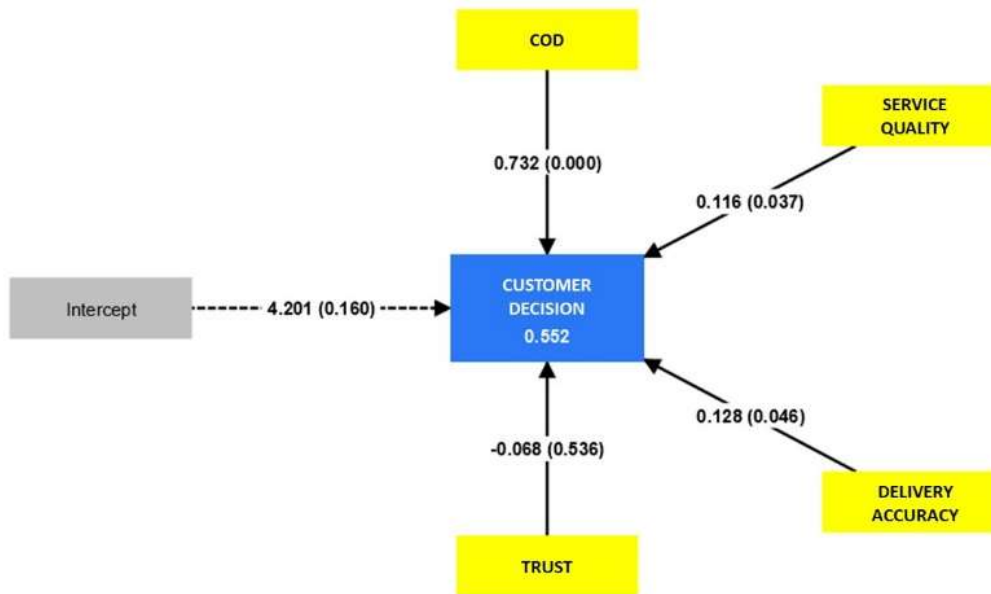 COD
SERVICE
QUALITY
0.732 (0.000)
0.116 (0.037)
CUSTOMER
DECISION
0.552
Intercept
4.201 (0.160)
0.128 (0.046)
-0.068 (0.536)
DELIVERY
ACCURACY
TRUST